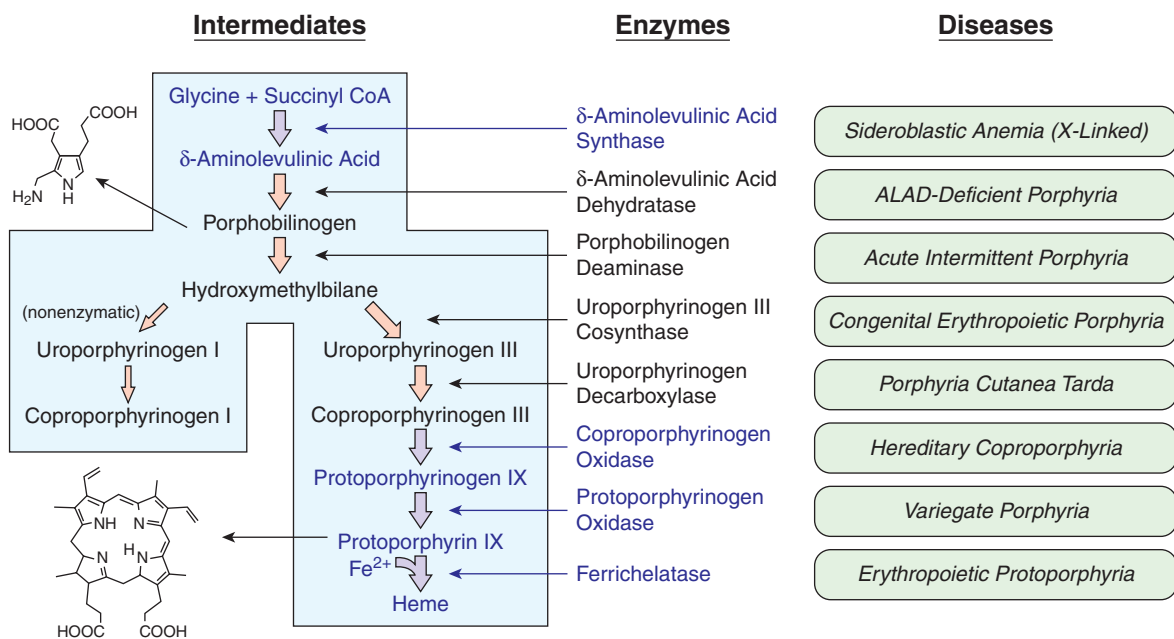 Intermediates
Enzymes
Diseases
Glycine + Succinyl CoA
δ-Aminolevulinic Acid
Porphobilinogen
Hydroxymethylbilane
(nonenzymatic)
Uroporphyrinogen I
Coproporphyrinogen I
Uroporphyrinogen III
Coproporphyrinogen III
Protoporphyrinogen IX
Protoporphyrin IX
Fe2+
Heme
HOOC
COOH
H2N
N
H
NH
N
N
H
N
HOOC
COOH
δ-Aminolevulinic Acid
Synthase
δ-Aminolevulinic Acid
Dehydratase
Porphobilinogen
Deaminase
Uroporphyrinogen III
Cosynthase
Uroporphyrinogen
Decarboxylase
Coproporphyrinogen
Oxidase
Protoporphyrinogen
Oxidase
Ferrichelatase
Sideroblastic Anemia (X-Linked)
ALAD-Deficient Porphyria
Acute Intermittent Porphyria
Congenital Erythropoietic Porphyria
Porphyria Cutanea Tarda
Hereditary Coproporphyria
Variegate Porphyria
Erythropoietic Protoporphyria